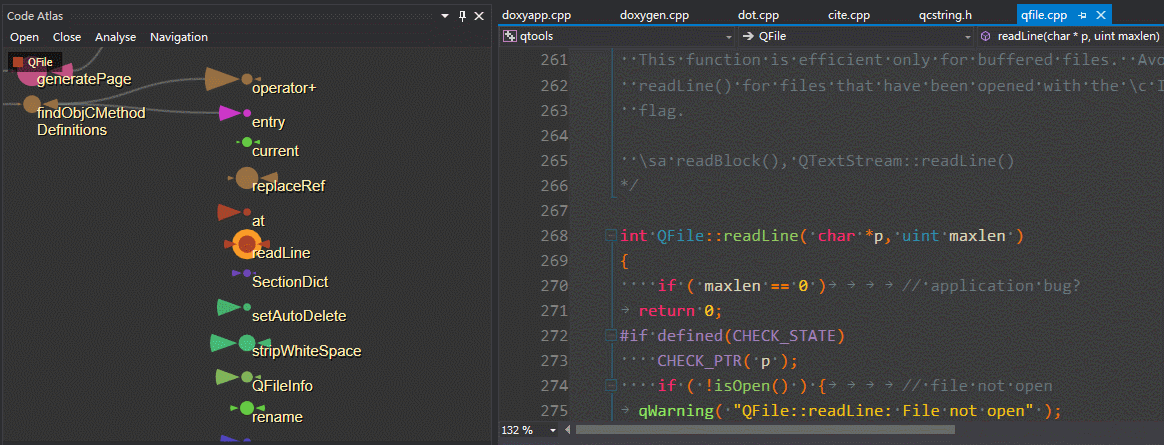 Code Atlas
Open Close Analyse Navigation
QFile
generatePage
findObjCMethod
Definitions
operator+
entry
current
replaceRef
at
readLine
SectionDict
setAutoDelete
stripWhiteSpace
QFileInfo
rename
doxyapp.cpp doxygen.cpp dot.cpp cite.cpp qcstring.h qfile.cpp
qtools QFile readLine(char * p, uint maxlen)
261 This function is efficient only for buffered files. Avo
262 readLine() for files that have been opened with the \c I
263 flag.
264
265 \sa readBlock(), QTextStream::readLine()
266 */
267
268 int QFile::readLine( char *p, uint maxlen )
269 {
270 if ( maxlen == 0 ) // application bug?
271 return 0;
272 #if defined(CHECK_STATE)
273 CHECK_PTR( p );
274 if ( !isOpen() ) { // file not open
275 qWarning( "QFile::readLine: File not open" );
132 %